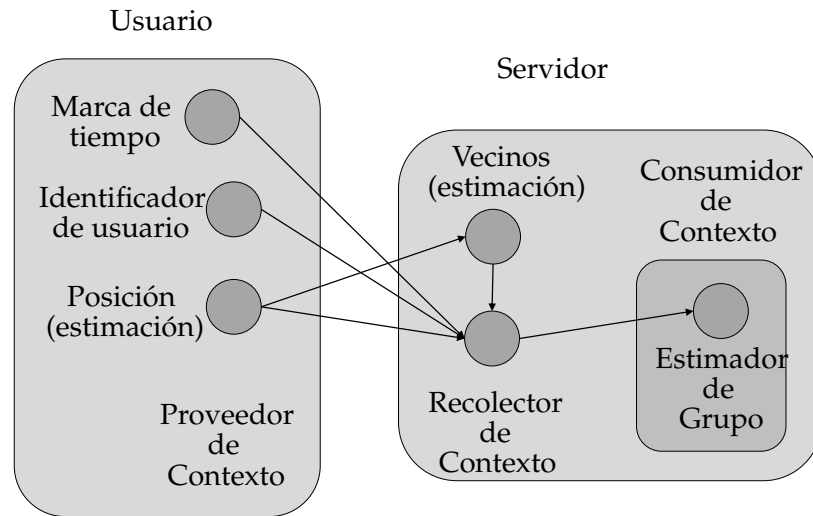 Usuario
Marca de
tiempo
Identificador
de usuario
Posición
(estimación)
Proveedor
de
Contexto
Servidor
Vecinos
(estimación)
Recolector
de
Contexto
Consumidor
de
Contexto
Estimador
de
Grupo